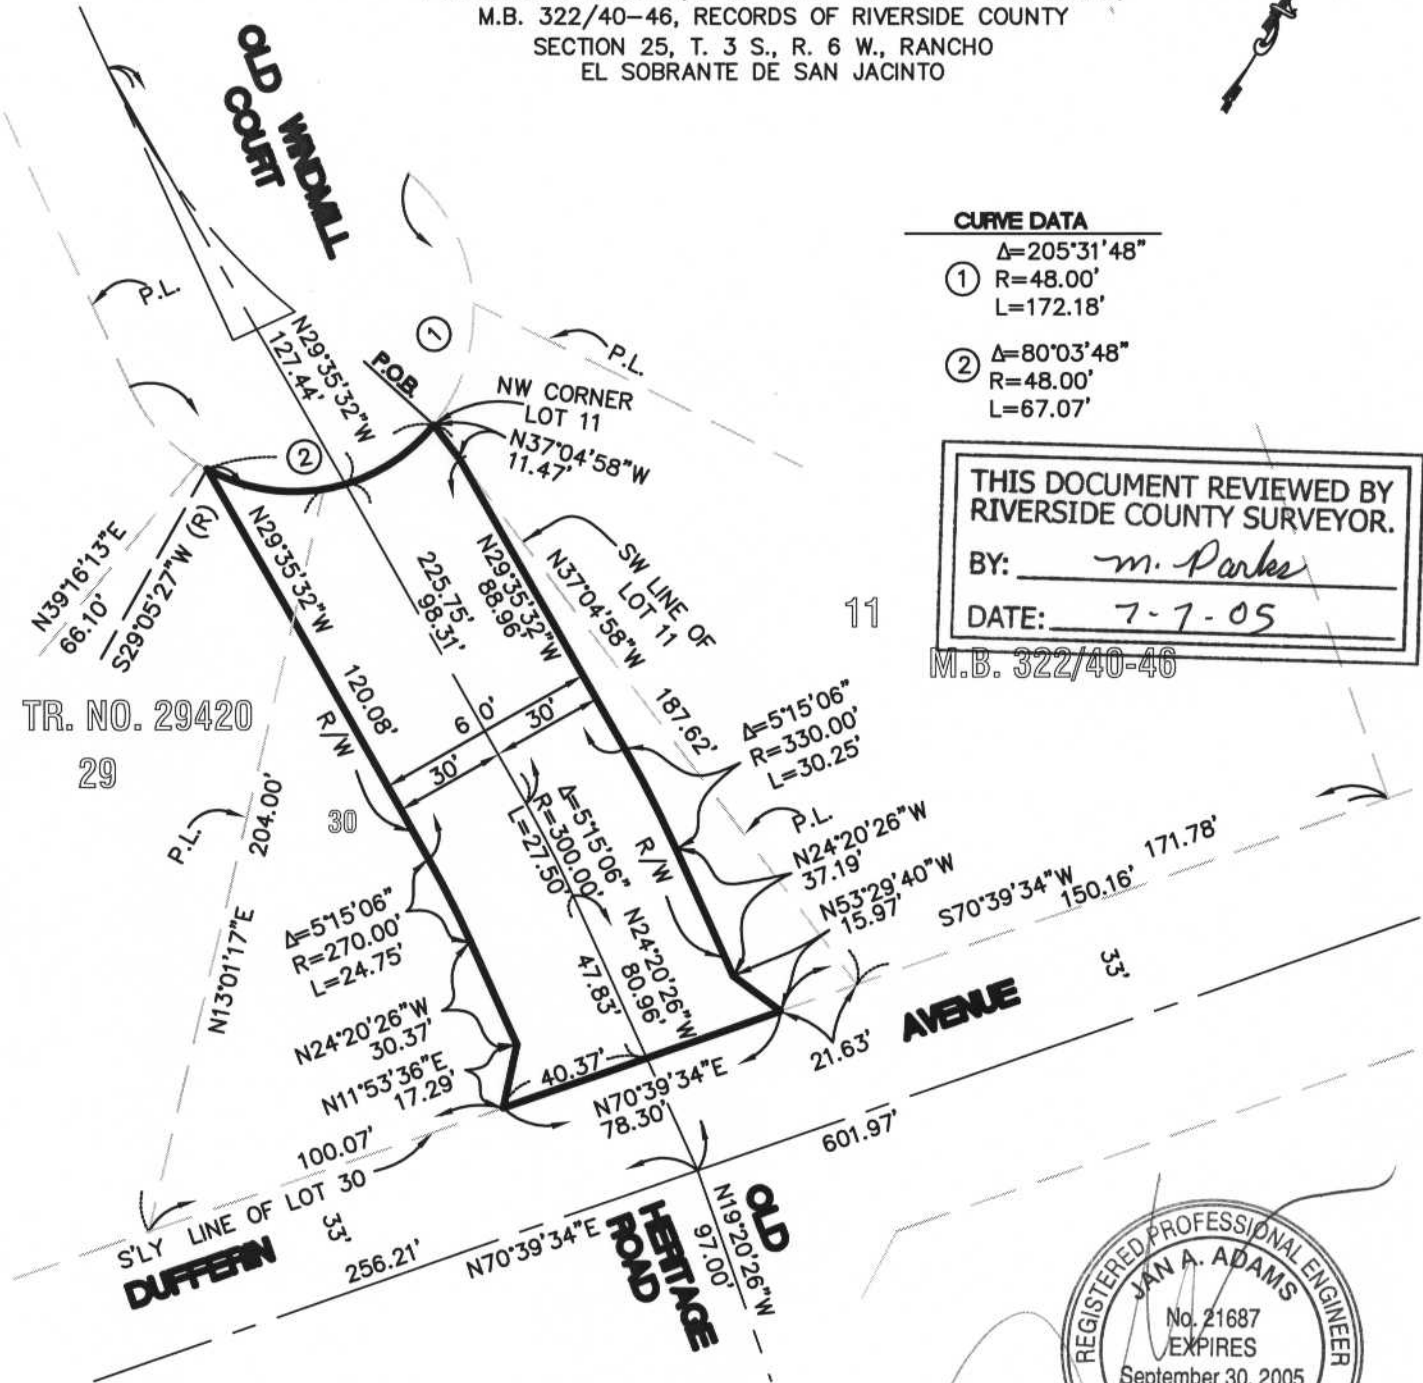 M.B. 322/40-46, RECORDS OF RIVERSIDE COUNTY
SECTION 25, T. 3 S., R. 6 W., RANCHO
EL SOBRANTE DE SAN JACINTO
OLD WINDMILL
COURT
CURVE DATA
1
Δ=205°31'48"
R=48.00'
L=172.18'
2
Δ=80°03'48"
R=48.00'
L=67.07'
P.L.
N29°35'32"W
127.44'
P.O.B.
1
P.L.
NW CORNER
LOT 11
N37°04'58"W
11.47'
2
THIS DOCUMENT REVIEWED BY
RIVERSIDE COUNTY SURVEYOR.
BY: M. Parks
DATE: 7-7-05
N39°16'13"E
66.10'
S29°05'27"W (R)
N29°35'32"W
120.08'
225.75'
98.31'
N29°35'32"W
88.96'
SW LINE OF
LOT 11
N37°04'58"W
187.62'
11
M.B. 322/40-46
TR. NO. 29420
29
R/W
60'
30'
30'
Δ=5°15'06"
R=330.00'
L=30.25'
P.L.
204.00'
N13°01'17"E
30
Δ=5°15'06"
R=300.00'
L=27.50'
R/W
P.L.
N24°20'26"W
37.19'
N53°29'40"W
15.97'
S70°39'34"W
150.16'
171.78'
Δ=5°15'06"
R=270.00'
L=24.75'
N24°20'26"W
80.96'
47.83'
33'
AVENUE
N24°20'26"W
30.37'
N11°53'36"E
17.29'
40.37'
N70°39'34"E
78.30'
21.63'
601.97'
100.07'
S'LY LINE OF LOT 30
33'
DUFFERIN
256.21'
N70°39'34"E
OLD
HERITAGE
ROAD
N19°20'26"W
97.00'
REGISTERED PROFESSIONAL ENGINEER
JAN A. ADAMS
No. 21687
EXPIRES
September 30, 2005